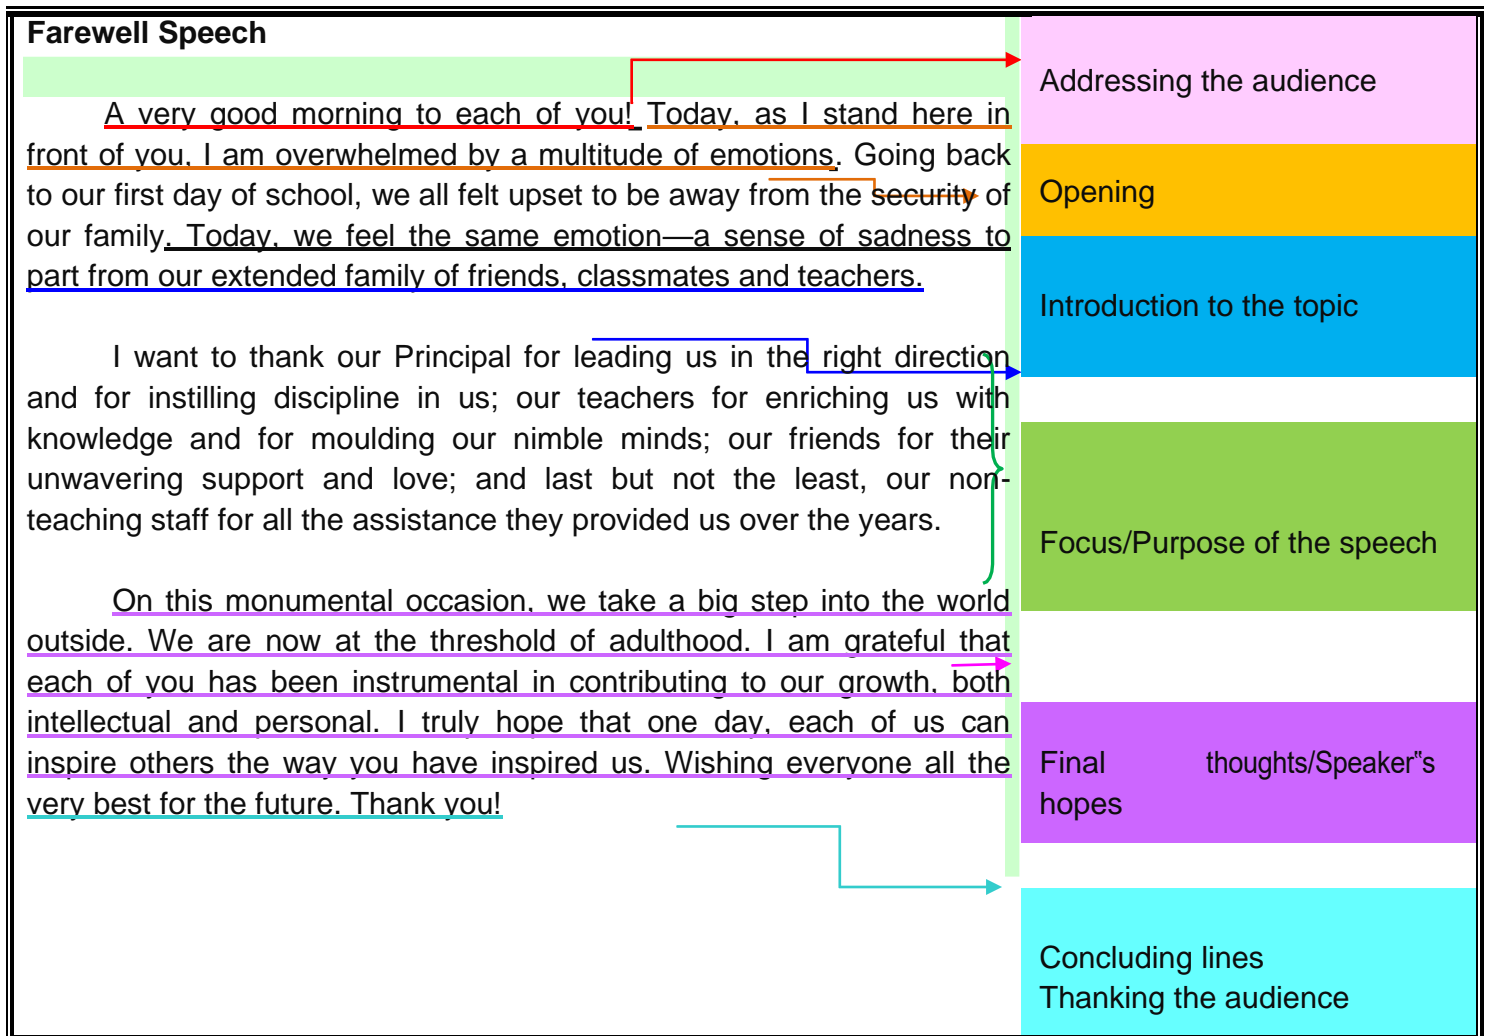 Farewell Speech
A very good morning to each of you! Today, as I stand here in
front of you, I am overwhelmed by a multitude of emotions. Going back
to our first day of school, we all felt upset to be away from the security of
our family. Today, we feel the same emotion—a sense of sadness to
part from our extended family of friends, classmates and teachers.
I want to thank our Principal for leading us in the right direction
and for instilling discipline in us; our teachers for enriching us with
knowledge and for moulding our nimble minds; our friends for their
unwavering support and love; and last but not the least, our non-
teaching staff for all the assistance they provided us over the years.
On this monumental occasion, we take a big step into the world
outside. We are now at the threshold of adulthood. I am grateful that
each of you has been instrumental in contributing to our growth, both
intellectual and personal. I truly hope that one day, each of us can
inspire others the way you have inspired us. Wishing everyone all the
very best for the future. Thank you!
Addressing the audience
Opening
Introduction to the topic
Focus/Purpose of the speech
Final thoughts/Speaker‟s
hopes
Concluding lines
Thanking the audience